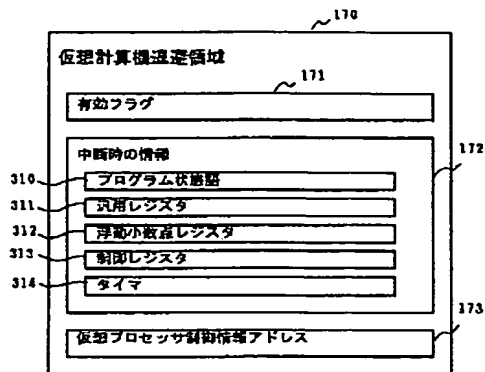 170
仮想計算機退避領域
171
有効フラグ
172
中断時の情報
310
プログラム状態語
311
汎用レジスタ
312
浮動小数点レジスタ
313
制御レジスタ
314
タイマ
173
仮想プロセッサ制御情報アドレス